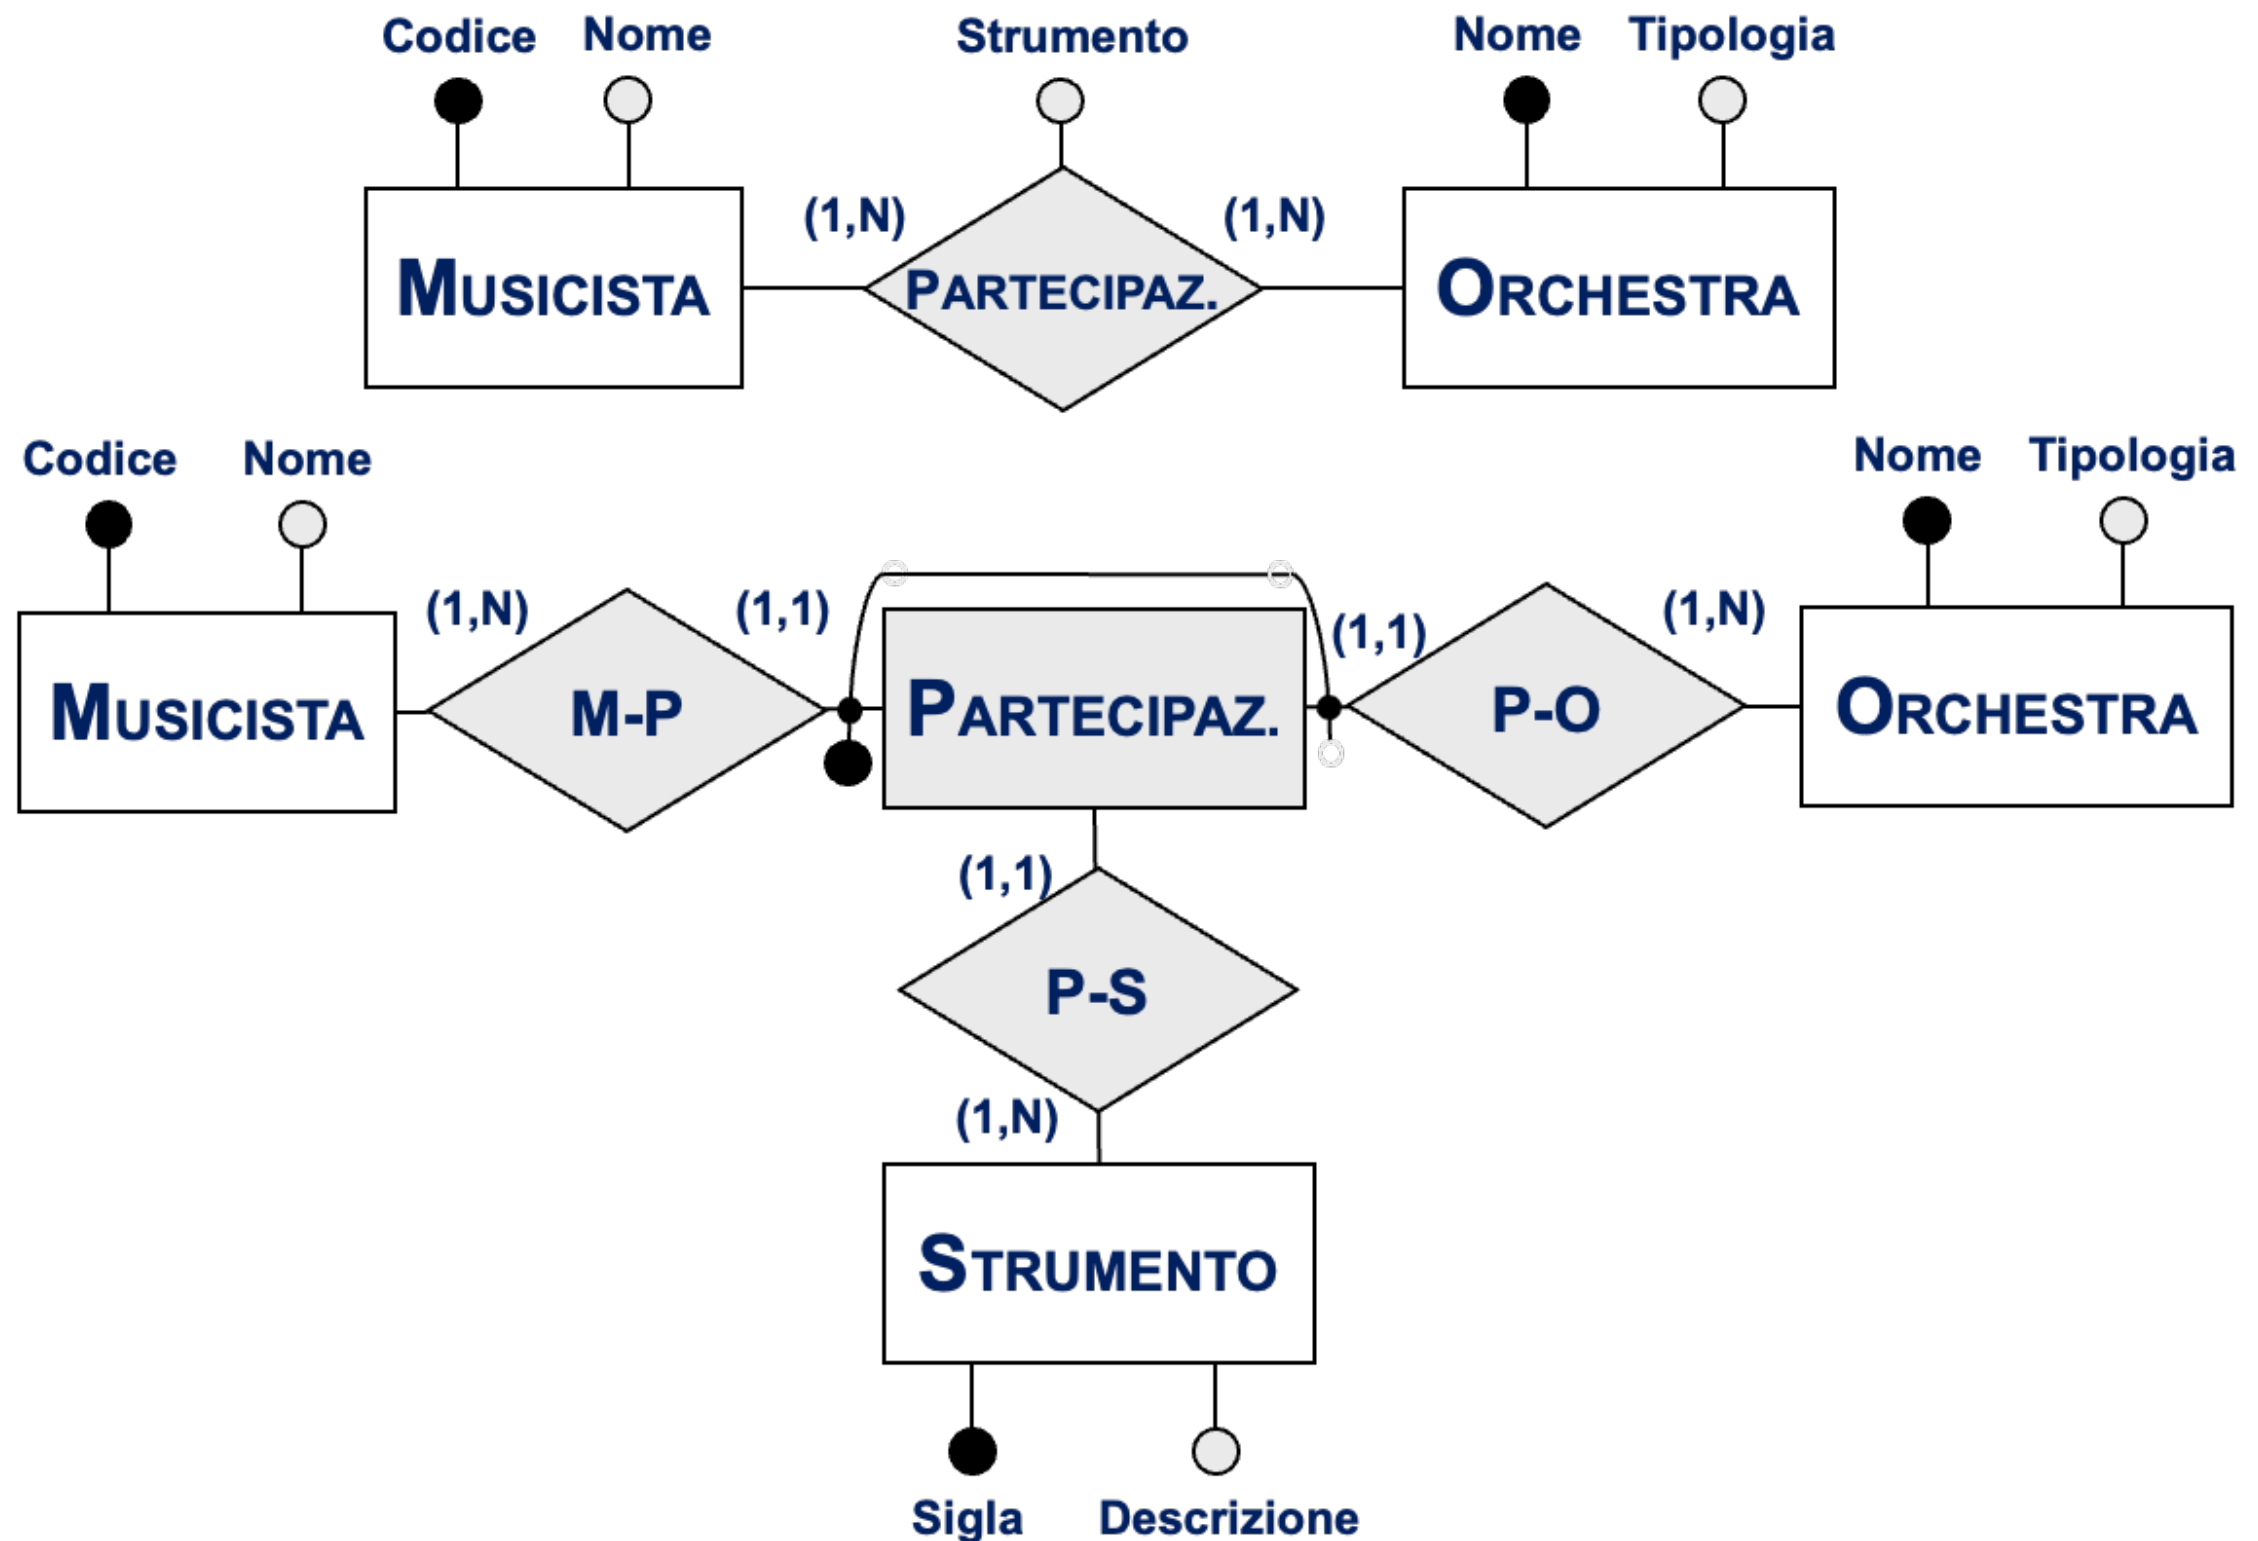 Codice Nome Strumento Nome Tipologia
(1,N) (1,N)
MUSICISTA PARTECIPAZ. ORCHESTRA
Codice Nome Nome Tipologia
(1,N) (1,1) (1,1) (1,N)
MUSICISTA M-P PARTECIPAZ. P-O ORCHESTRA
(1,1)
P-S
(1,N)
STRUMENTO
Sigla Descrizione